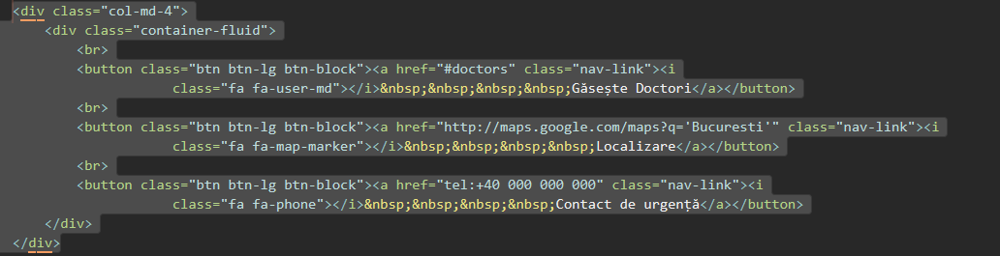 <div class="col-md-4">
<div class="container-fluid">
<br>
<button class="btn btn-lg btn-block"><a href="#doctors" class="nav-link"><i
class="fa fa-user-md"></i>&nbsp;&nbsp;&nbsp;&nbsp;Găsește Doctori</a></button>
<br>
<button class="btn btn-lg btn-block"><a href="http://maps.google.com/maps?q='Bucuresti'" class="nav-link"><i
class="fa fa-map-marker"></i>&nbsp;&nbsp;&nbsp;&nbsp;Localizare</a></button>
<br>
<button class="btn btn-lg btn-block"><a href="tel:+40 000 000 000" class="nav-link"><i
class="fa fa-phone"></i>&nbsp;&nbsp;&nbsp;&nbsp;Contact de urgență</a></button>
</div>
</div>